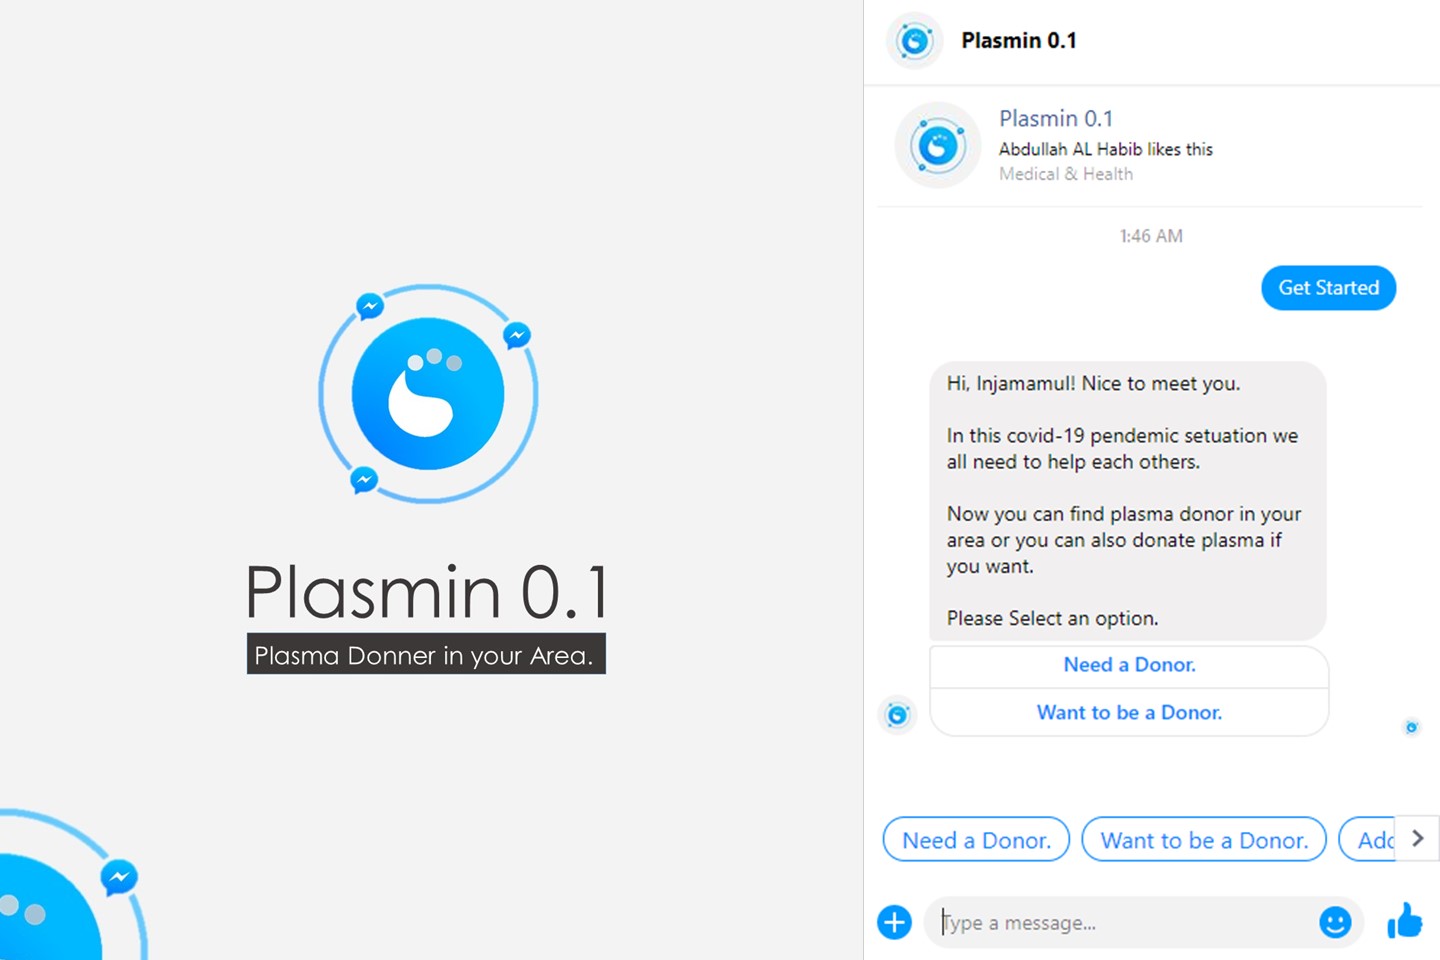 Plasmin 0.1
Plasma Donner in your Area.
Plasmin 0.1
Plasmin 0.1
Abdullah AL Habib likes this
Medical & Health
1:46 AM
Get Started
Hi, Injamamul! Nice to meet you.
In this covid-19 pendemic setuation we
all need to help each others.
Now you can find plasma donor in your
area or you can also donate plasma if
you want.
Please Select an option.
Need a Donor.
Want to be a Donor.
Need a Donor.
Want to be a Donor.
Type a message...